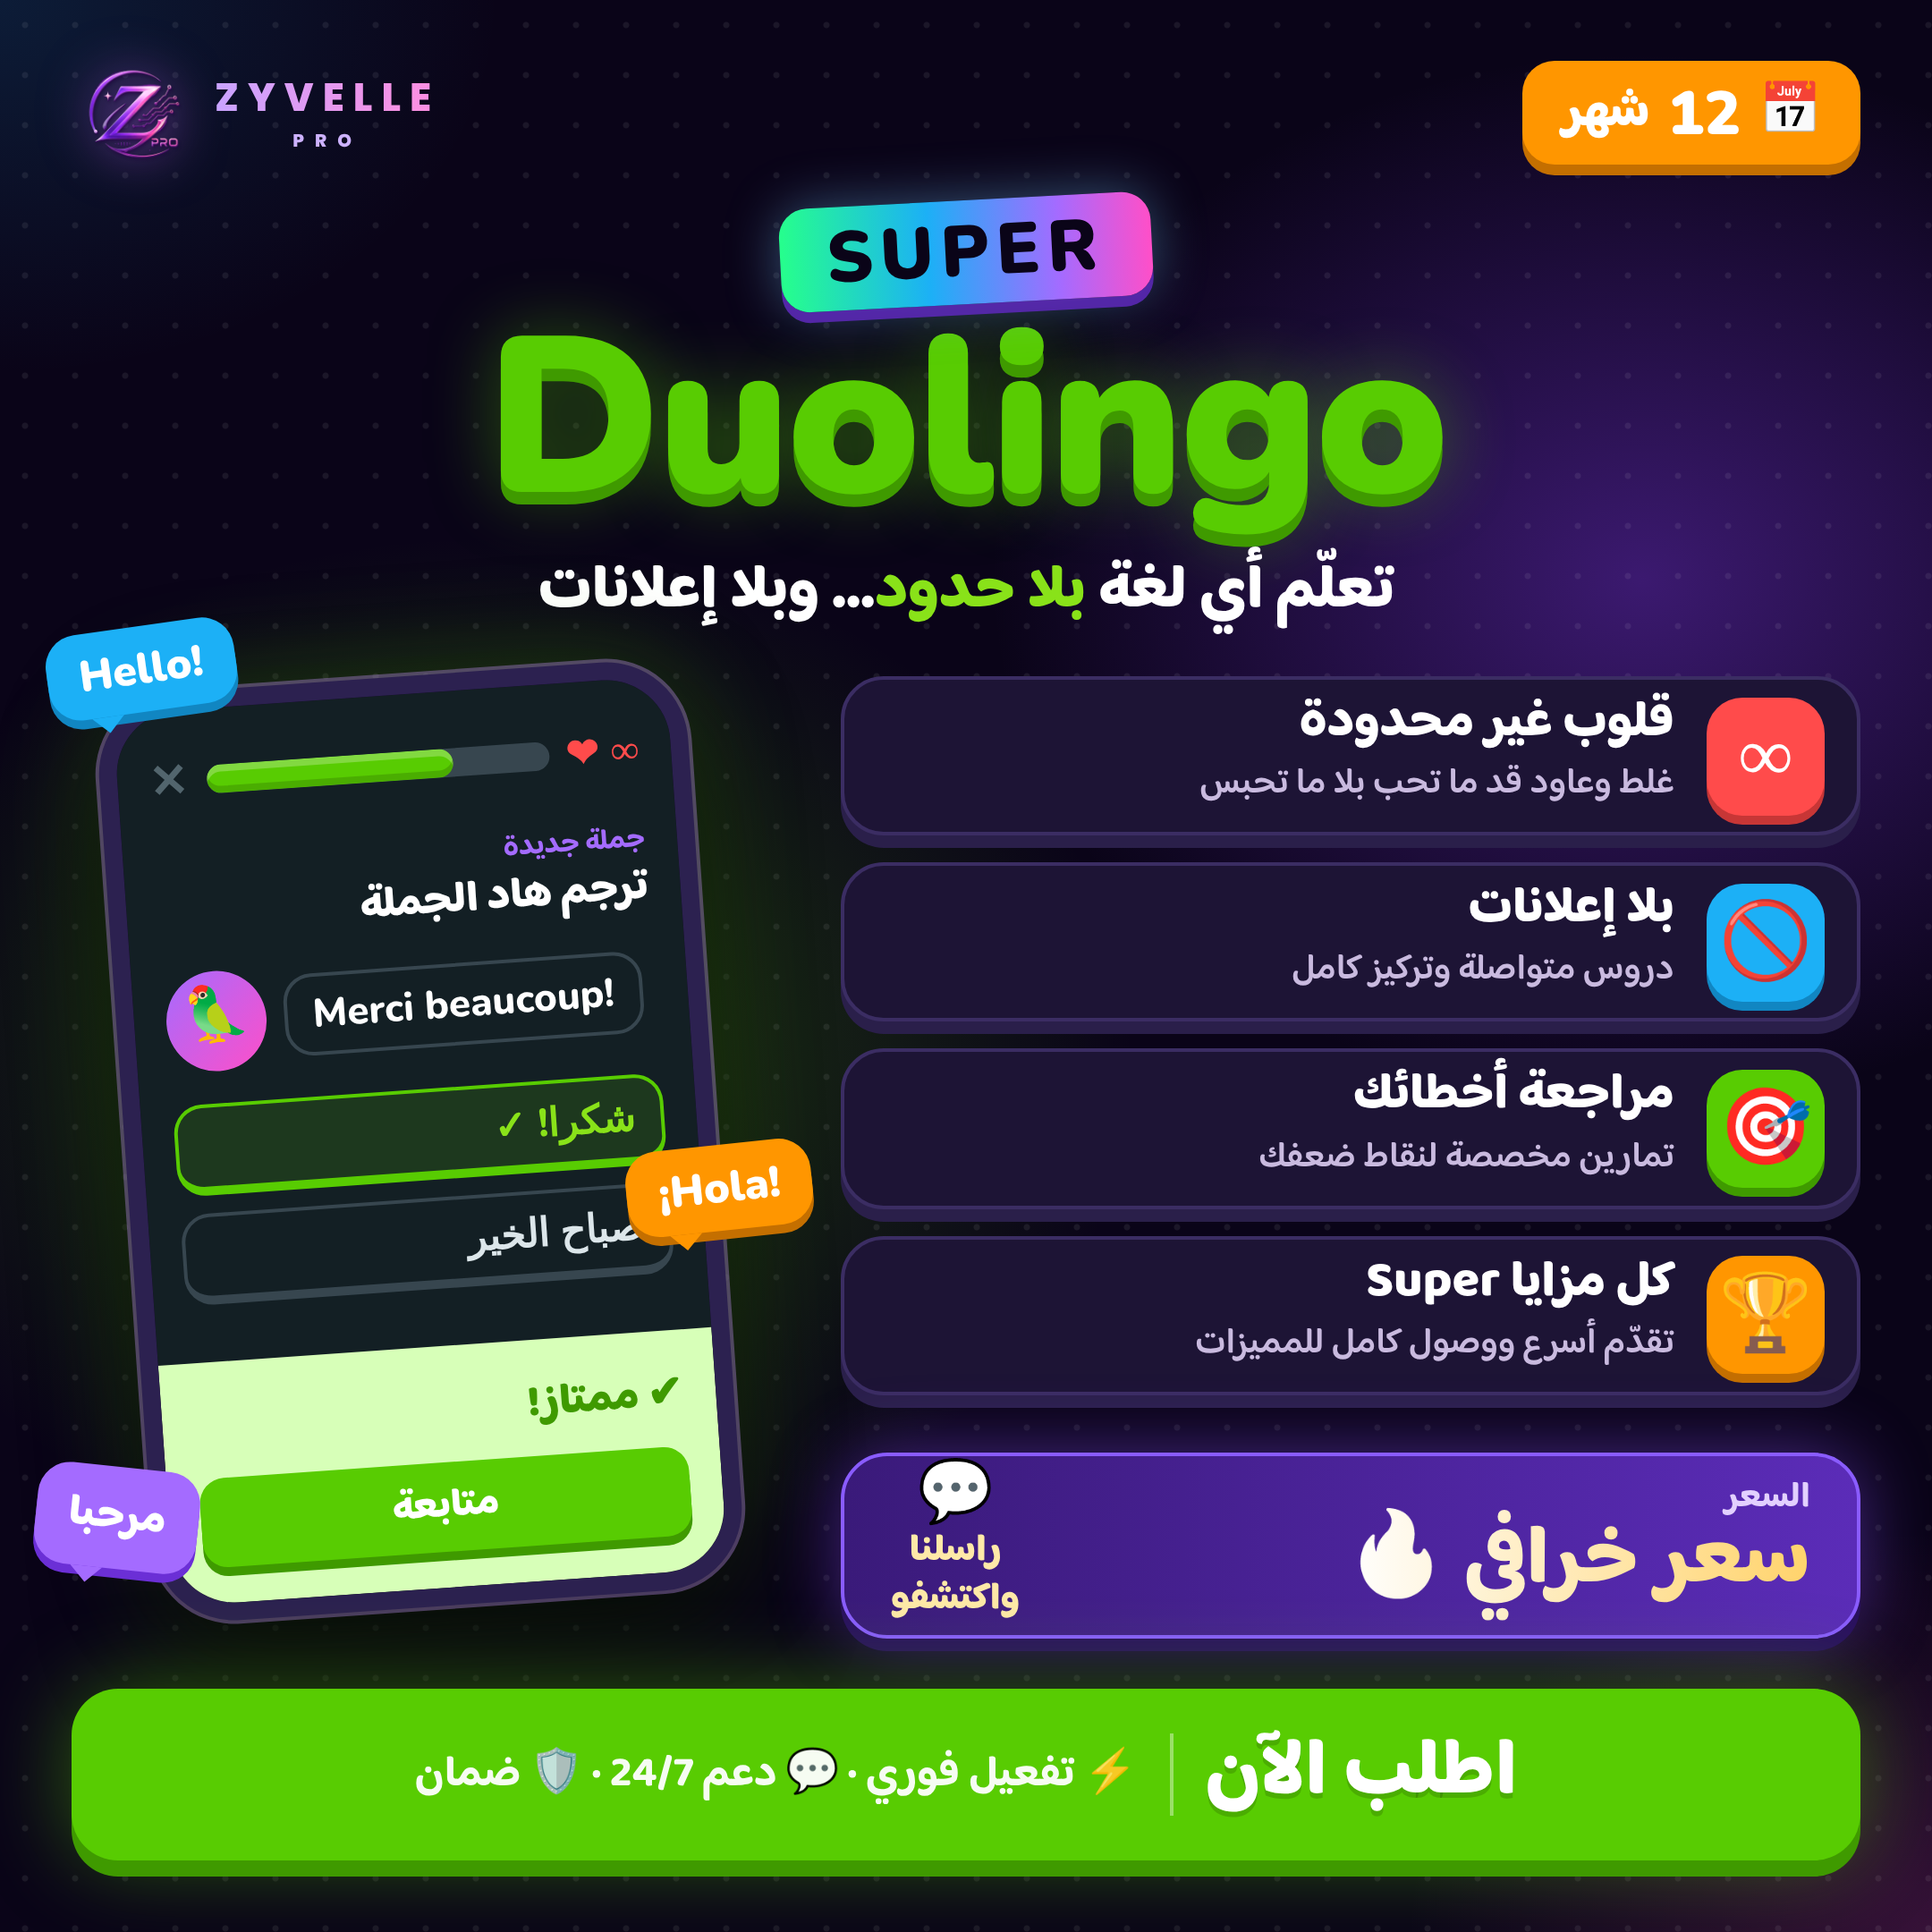 ZYVELLE
PRO
📅 12 شهر
SUPER
Duolingo
تعلّم أي لغة بلا حدود... وبلا إعلانات
Hello!
❤ ∞
جملة جديدة
ترجم هاد الجملة
Merci beaucoup!
شكرا! ✓
¡Hola!
صباح الخير
✔ ممتاز!
متابعة
مرحبا
∞
قلوب غير محدودة
غلط وعاود قد ما تحب بلا ما تحبس
بلا إعلانات
دروس متواصلة وتركيز كامل
مراجعة أخطائك
تمارين مخصصة لنقاط ضعفك
كل مزايا Super
تقدّم أسرع ووصول كامل للمميزات
السعر
سعر خرافي 🔥
💬
راسلنا
واكتشفو
اطلب الآن
⚡ تفعيل فوري · 💬 دعم 24/7 · 🛡️ ضمان